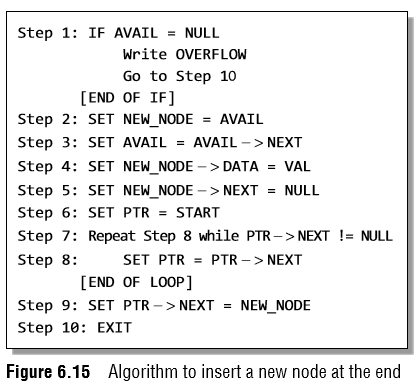 Step 1: IF AVAIL = NULL
Write OVERFLOW
Go to Step 10
[END OF IF]
Step 2: SET NEW_NODE = AVAIL
Step 3: SET AVAIL = AVAIL->NEXT
Step 4: SET NEW_NODE->DATA = VAL
Step 5: SET NEW_NODE->NEXT = NULL
Step 6: SET PTR = START
Step 7: Repeat Step 8 while PTR->NEXT != NULL
Step 8: SET PTR = PTR->NEXT
[END OF LOOP]
Step 9: SET PTR->NEXT = NEW_NODE
Step 10: EXIT
Figure 6.15 Algorithm to insert a new node at the end